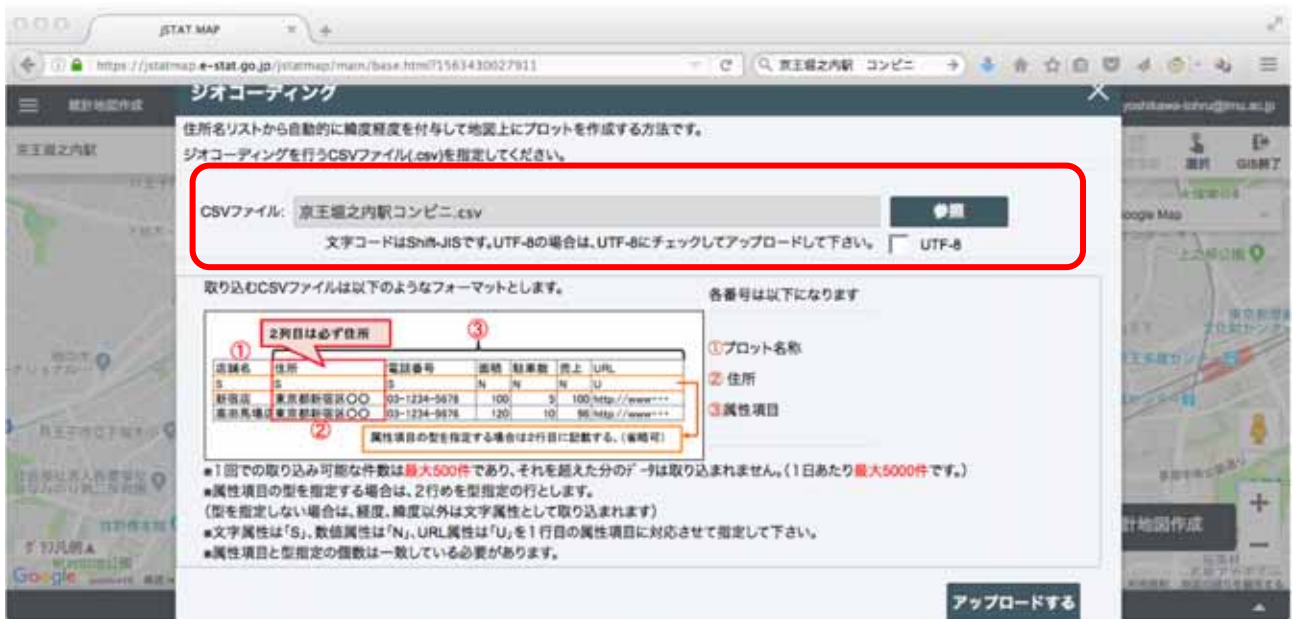 jSTAT MAP
https://jstatmap.e-stat.go.jp/jstatmap/main/base.html?1563430027911
京王堀之内駅 コンビニ
統計地図作成
ジオコーディング
京王堀之内駅
住所名リストから自動的に緯度経度を付与して地図上にプロットを作成する方法です。
ジオコーディングを行うCSVファイル(.csv)を指定してください。
選択
GIS終了
Google Map
CSVファイル:
京王堀之内駅コンビニ.csv
参照
文字コードはShift-JISです。UTF-8の場合は、UTF-8にチェックしてアップロードして下さい。
UTF-8
取り込むCSVファイルは以下のようなフォーマットとします。
各番号は以下になります
2列目は必ず住所
①
③
店舗名 住所 電話番号 面積 駐車数 売上 URL
S S S N N N U
新宿店 東京都新宿区〇〇 03-1234-5678 100 5 100 http://www・・・
高田馬場店 東京都新宿区〇〇 03-1234-9876 120 10 98 http://www・・・
②
属性項目の型を指定する場合は2行目に記載する。(省略可)
①プロット名称
② 住所
③属性項目
■1回での取り込み可能な件数は最大500件であり、それを超えた分のデータは取り込まれません。(1日あたり最大5000件です。)
■属性項目の型を指定する場合は、2行めを型指定の行とします。
(型を指定しない場合は、経度、緯度以外は文字属性として取り込まれます)
■文字属性は「S」、数値属性は「N」、URL属性は「U」を1行目の属性項目に対応させて指定して下さい。
■属性項目と型指定の個数は一致している必要があります。
計地図作成
Google
アップロードする